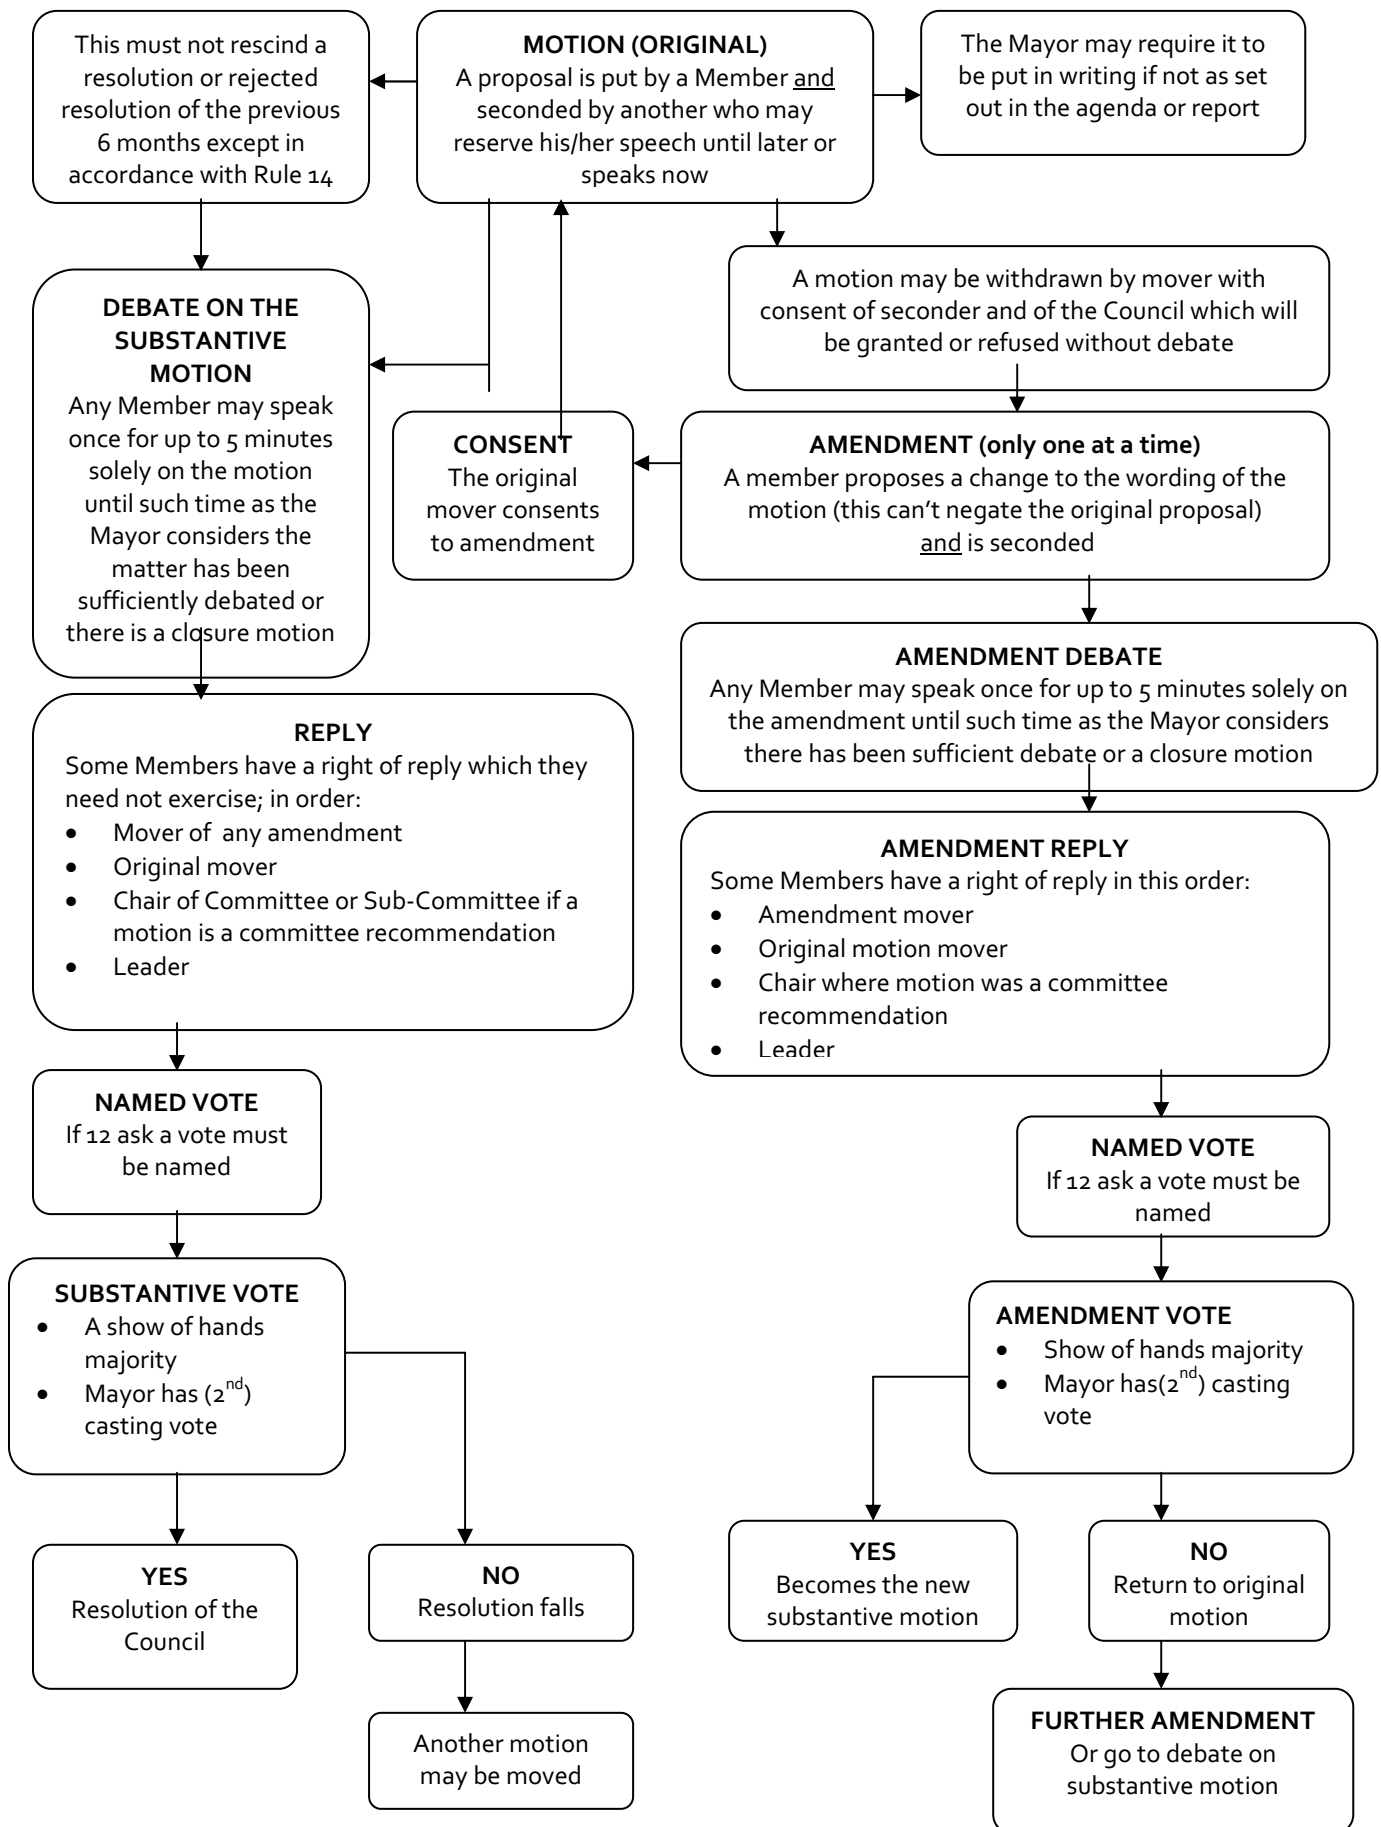 This must not rescind a
resolution or rejected
resolution of the previous
6 months except in
accordance with Rule 14
MOTION (ORIGINAL)
A proposal is put by a Member and
seconded by another who may
reserve his/her speech until later or
speaks now
The Mayor may require it to
be put in writing if not as set
out in the agenda or report
A motion may be withdrawn by mover with
consent of seconder and of the Council which will
be granted or refused without debate
DEBATE ON THE
SUBSTANTIVE
MOTION
Any Member may speak
once for up to 5 minutes
solely on the motion
until such time as the
Mayor considers the
matter has been
sufficiently debated or
there is a closure motion
CONSENT
The original
mover consents
to amendment
AMENDMENT (only one at a time)
A member proposes a change to the wording of the
motion (this can't negate the original proposal)
and is seconded
AMENDMENT DEBATE
Any Member may speak once for up to 5 minutes solely on
the amendment until such time as the Mayor considers
there has been sufficient debate or a closure motion
REPLY
Some Members have a right of reply which they
need not exercise; in order:
• Mover of any amendment
• Original mover
• Chair of Committee or Sub-Committee if a
motion is a committee recommendation
• Leader
AMENDMENT REPLY
Some Members have a right of reply in this order:
• Amendment mover
• Original motion mover
• Chair where motion was a committee
recommendation
• Leader
NAMED VOTE
If 12 ask a vote must
be named
NAMED VOTE
If 12 ask a vote must be
named
SUBSTANTIVE VOTE
• A show of hands
majority
• Mayor has (2nd)
casting vote
AMENDMENT VOTE
• Show of hands majority
• Mayor has(2nd) casting
vote
YES
Resolution of the
Council
NO
Resolution falls
YES
Becomes the new
substantive motion
NO
Return to original
motion
Another motion
may be moved
FURTHER AMENDMENT
Or go to debate on
substantive motion